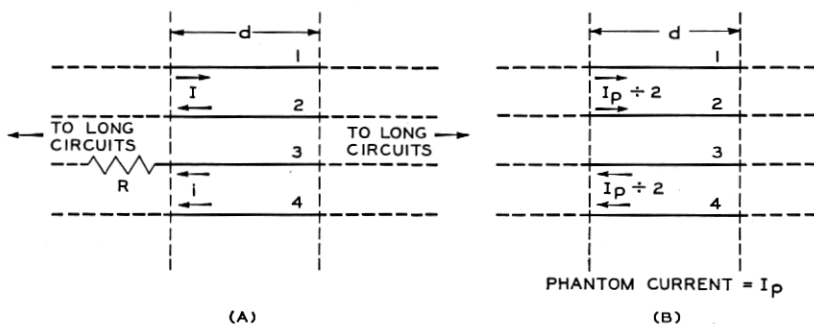 d
1
I
2
TO LONG
CIRCUITS
3
TO LONG
CIRCUITS
R
i
4
(A)
d
1
Ip ÷ 2
2
3
Ip ÷ 2
4
PHANTOM CURRENT = Ip
(B)